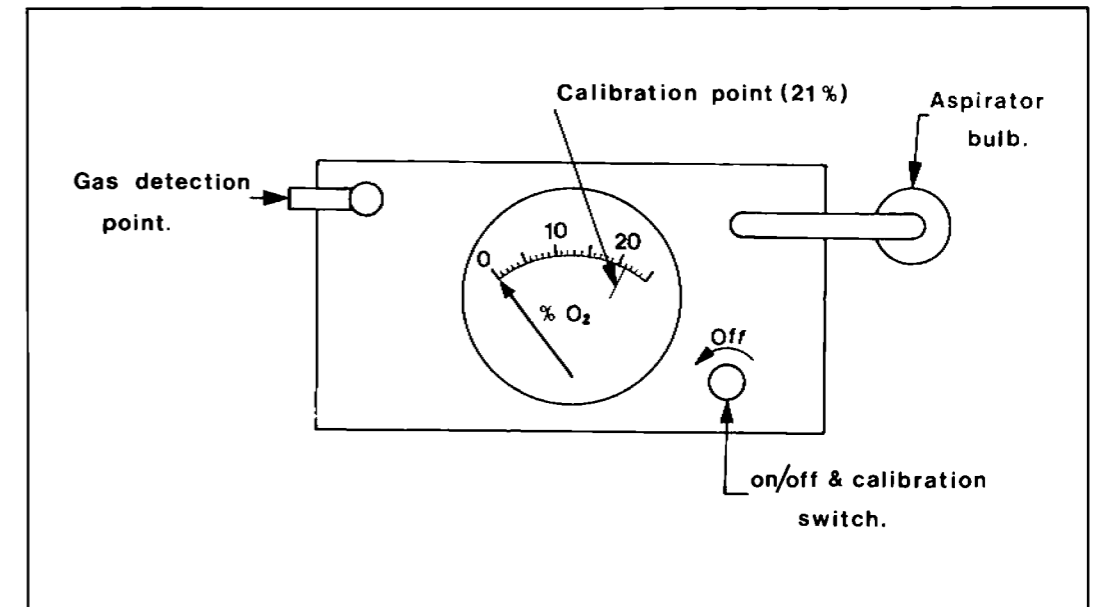 Calibration point (21%)
Aspirator
bulb.
Gas detection
point.
0 10 20
% O₂
Off
on/off & calibration
switch.